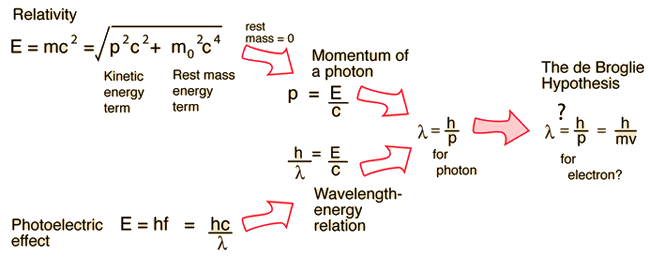 Relativity
E = mc² = √p²c² + m₀²c⁴
Kinetic
energy
term
Rest mass
energy
term
rest
mass = 0
Momentum of
a photon
p = E/c
h/λ = E/c
Wavelength-
energy
relation
Photoelectric
effect
E = hf = hc/λ
λ = h/p
for
photon
The de Broglie
Hypothesis
?
λ = h/p = h/mv
for
electron?